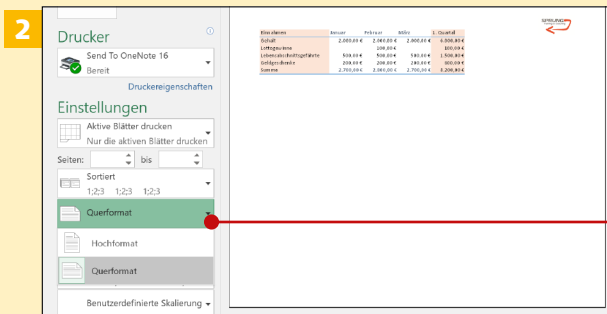 2
Drucker
Send To OneNote 16
Bereit
Druckereigenschaften
Einstellungen
Aktive Blätter drucken
Nur die aktiven Blätter drucken
Seiten: bis
Sortiert
1;2;3 1;2;3 1;2;3
Querformat
Hochformat
Querformat
Benutzerdefinierte Skalierung
Einnahmen Januar Februar März 1. Quartal
Gehalt 2.000,00 € 2.000,00 € 2.000,00 € 6.000,00 €
Lottogewinne 100,00 € 100,00 €
Lebensabschnittsgefährte 500,00 € 500,00 € 500,00 € 1.500,00 €
Geldgeschenke 200,00 € 200,00 € 200,00 € 600,00 €
Summe 2.700,00 € 2.800,00 € 2.700,00 € 8.200,00 €